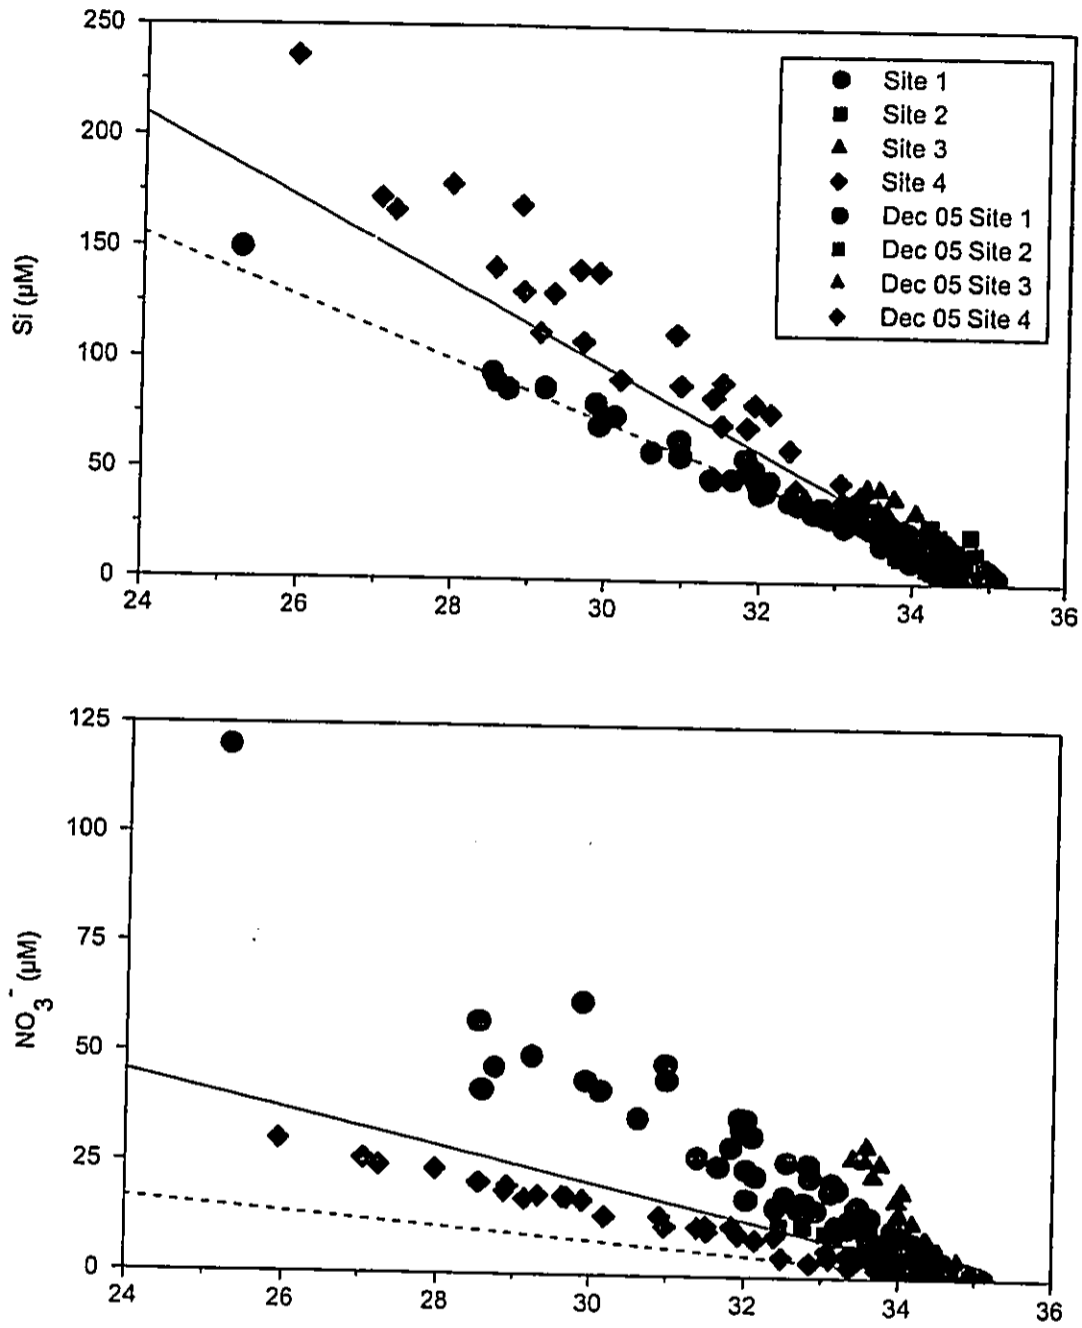 250
200
150
100
50
0
Si (µM)
Site 1
Site 2
Site 3
Site 4
Dec 05 Site 1
Dec 05 Site 2
Dec 05 Site 3
Dec 05 Site 4
24 26 28 30 32 34 36
125
100
75
50
25
0
NO3- (µM)
24 26 28 30 32 34 36